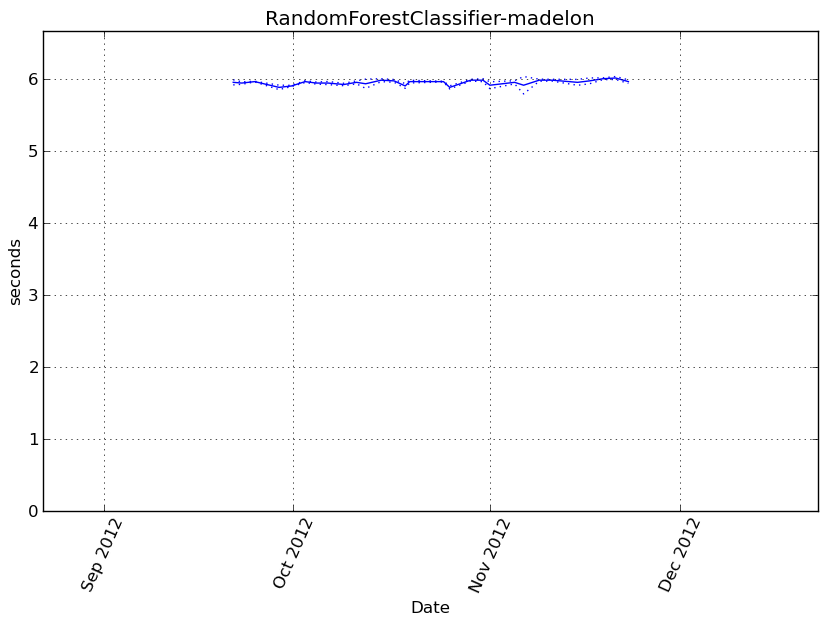 RandomForestClassifier-madelon
6
5
4
3
2
1
0
seconds
Sep 2012
Oct 2012
Nov 2012
Dec 2012
Date